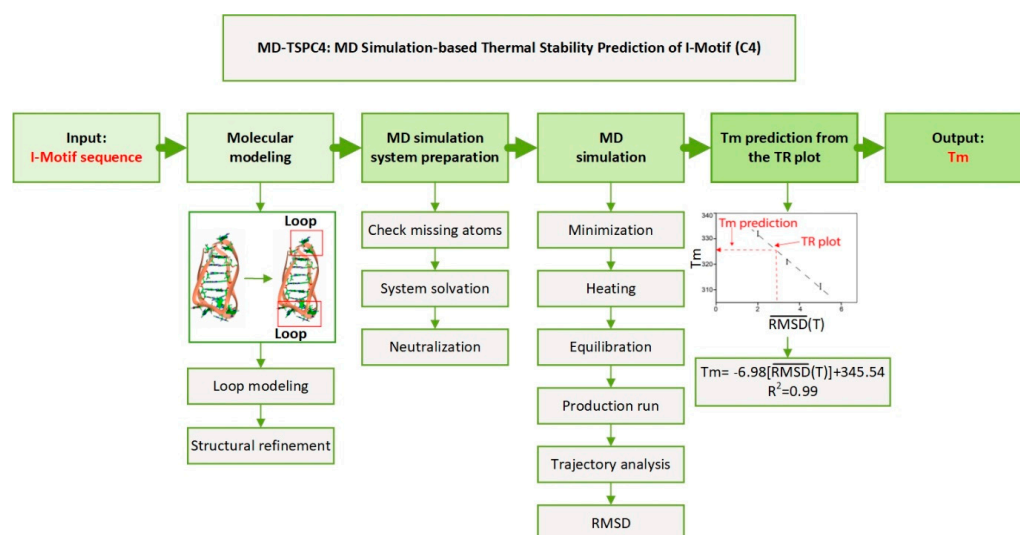 MD-TSPC4: MD Simulation-based Thermal Stability Prediction of I-Motif (C4)
Input:
I-Motif sequence
Molecular
modeling
MD simulation
system preparation
MD
simulation
Tm prediction from
the TR plot
Output:
Tm
Loop
Loop
Loop modeling
Structural refinement
Check missing atoms
System solvation
Neutralization
Minimization
Heating
Equilibration
Production run
Trajectory analysis
RMSD
340
330
320
310
Tm
Tm prediction
TR plot
0 2 4 6
R̅M̅S̅D̅(T)
Tm= -6.98[R̅M̅S̅D̅(T)]+345.54
R²=0.99